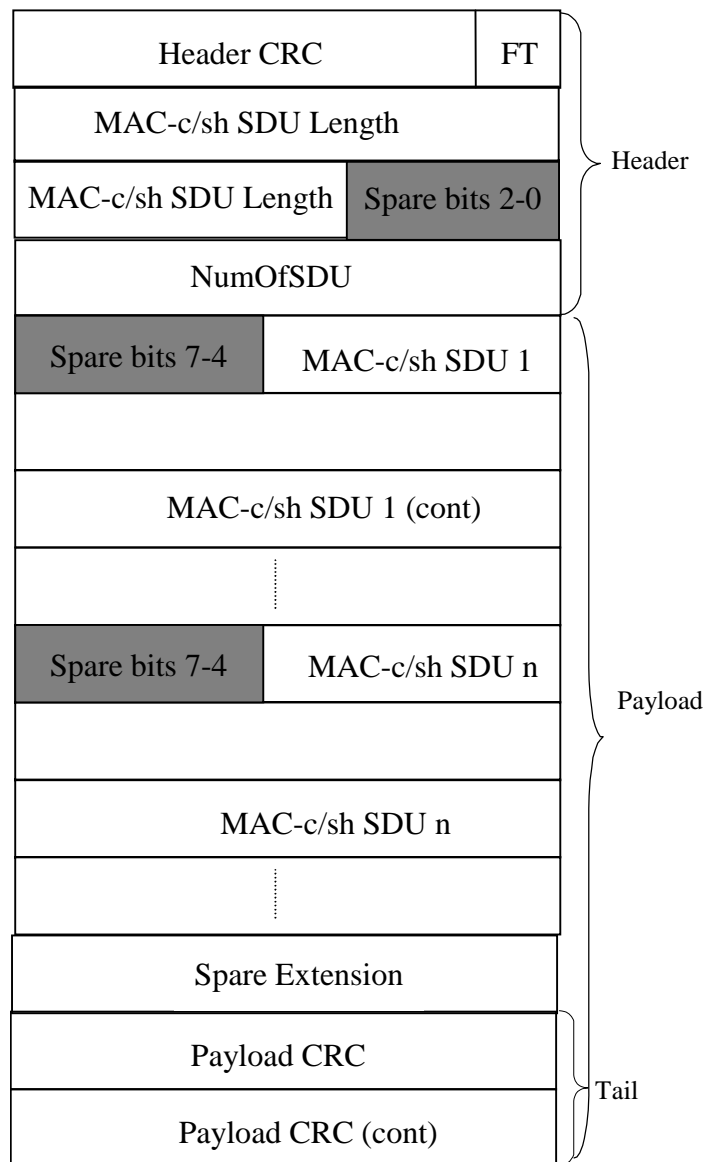 Header CRC FT
MAC-c/sh SDU Length
MAC-c/sh SDU Length Spare bits 2-0
Header
NumOfSDU
Spare bits 7-4 MAC-c/sh SDU 1
MAC-c/sh SDU 1 (cont)
Spare bits 7-4 MAC-c/sh SDU n
Payload
MAC-c/sh SDU n
Spare Extension
Payload CRC
Tail
Payload CRC (cont)